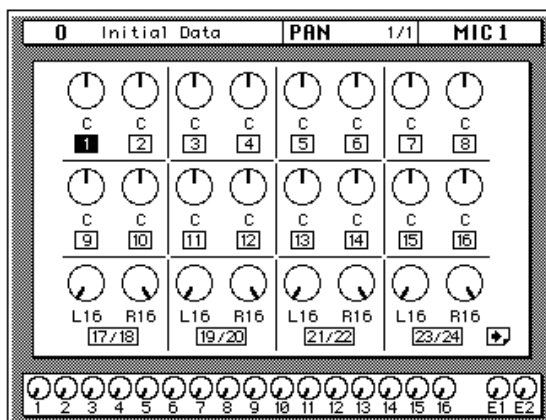 0 Initial Data PAN 1/1 MIC 1
C C C C C C C C
1 2 3 4 5 6 7 8
C C C C C C C C
9 10 11 12 13 14 15 16
L16 R16 L16 R16 L16 R16 L16 R16
17/18 19/20 21/22 23/24
1 2 3 4 5 6 7 8 9 10 11 12 13 14 15 16 E1 E2